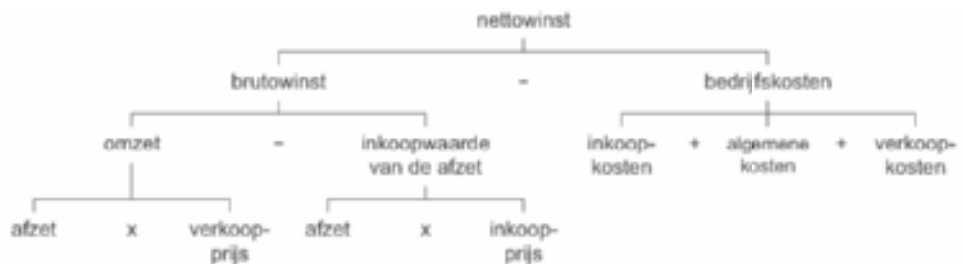 nettowinst
brutowinst - bedrijfskosten
omzet - inkoopwaarde van de afzet
inkoop-kosten + algemene kosten + verkoop-kosten
afzet x verkoop-prijs
afzet x inkoop-prijs